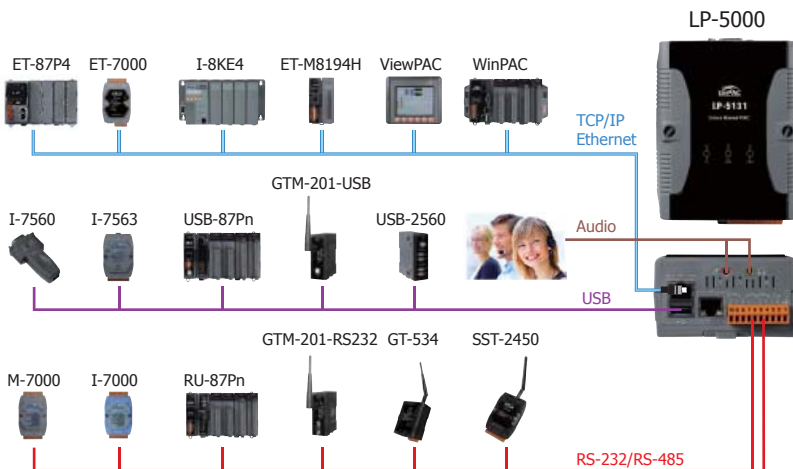 LP-5000
ET-87P4 ET-7000 I-8KE4 ET-M8194H ViewPAC WinPAC
LinPAC
LP-5131
TCP/IP
Ethernet
GTM-201-USB
I-7560 I-7563 USB-87Pn USB-2560
Audio
USB
GTM-201-RS232 GT-534 SST-2450
M-7000 I-7000 RU-87Pn
RS-232/RS-485